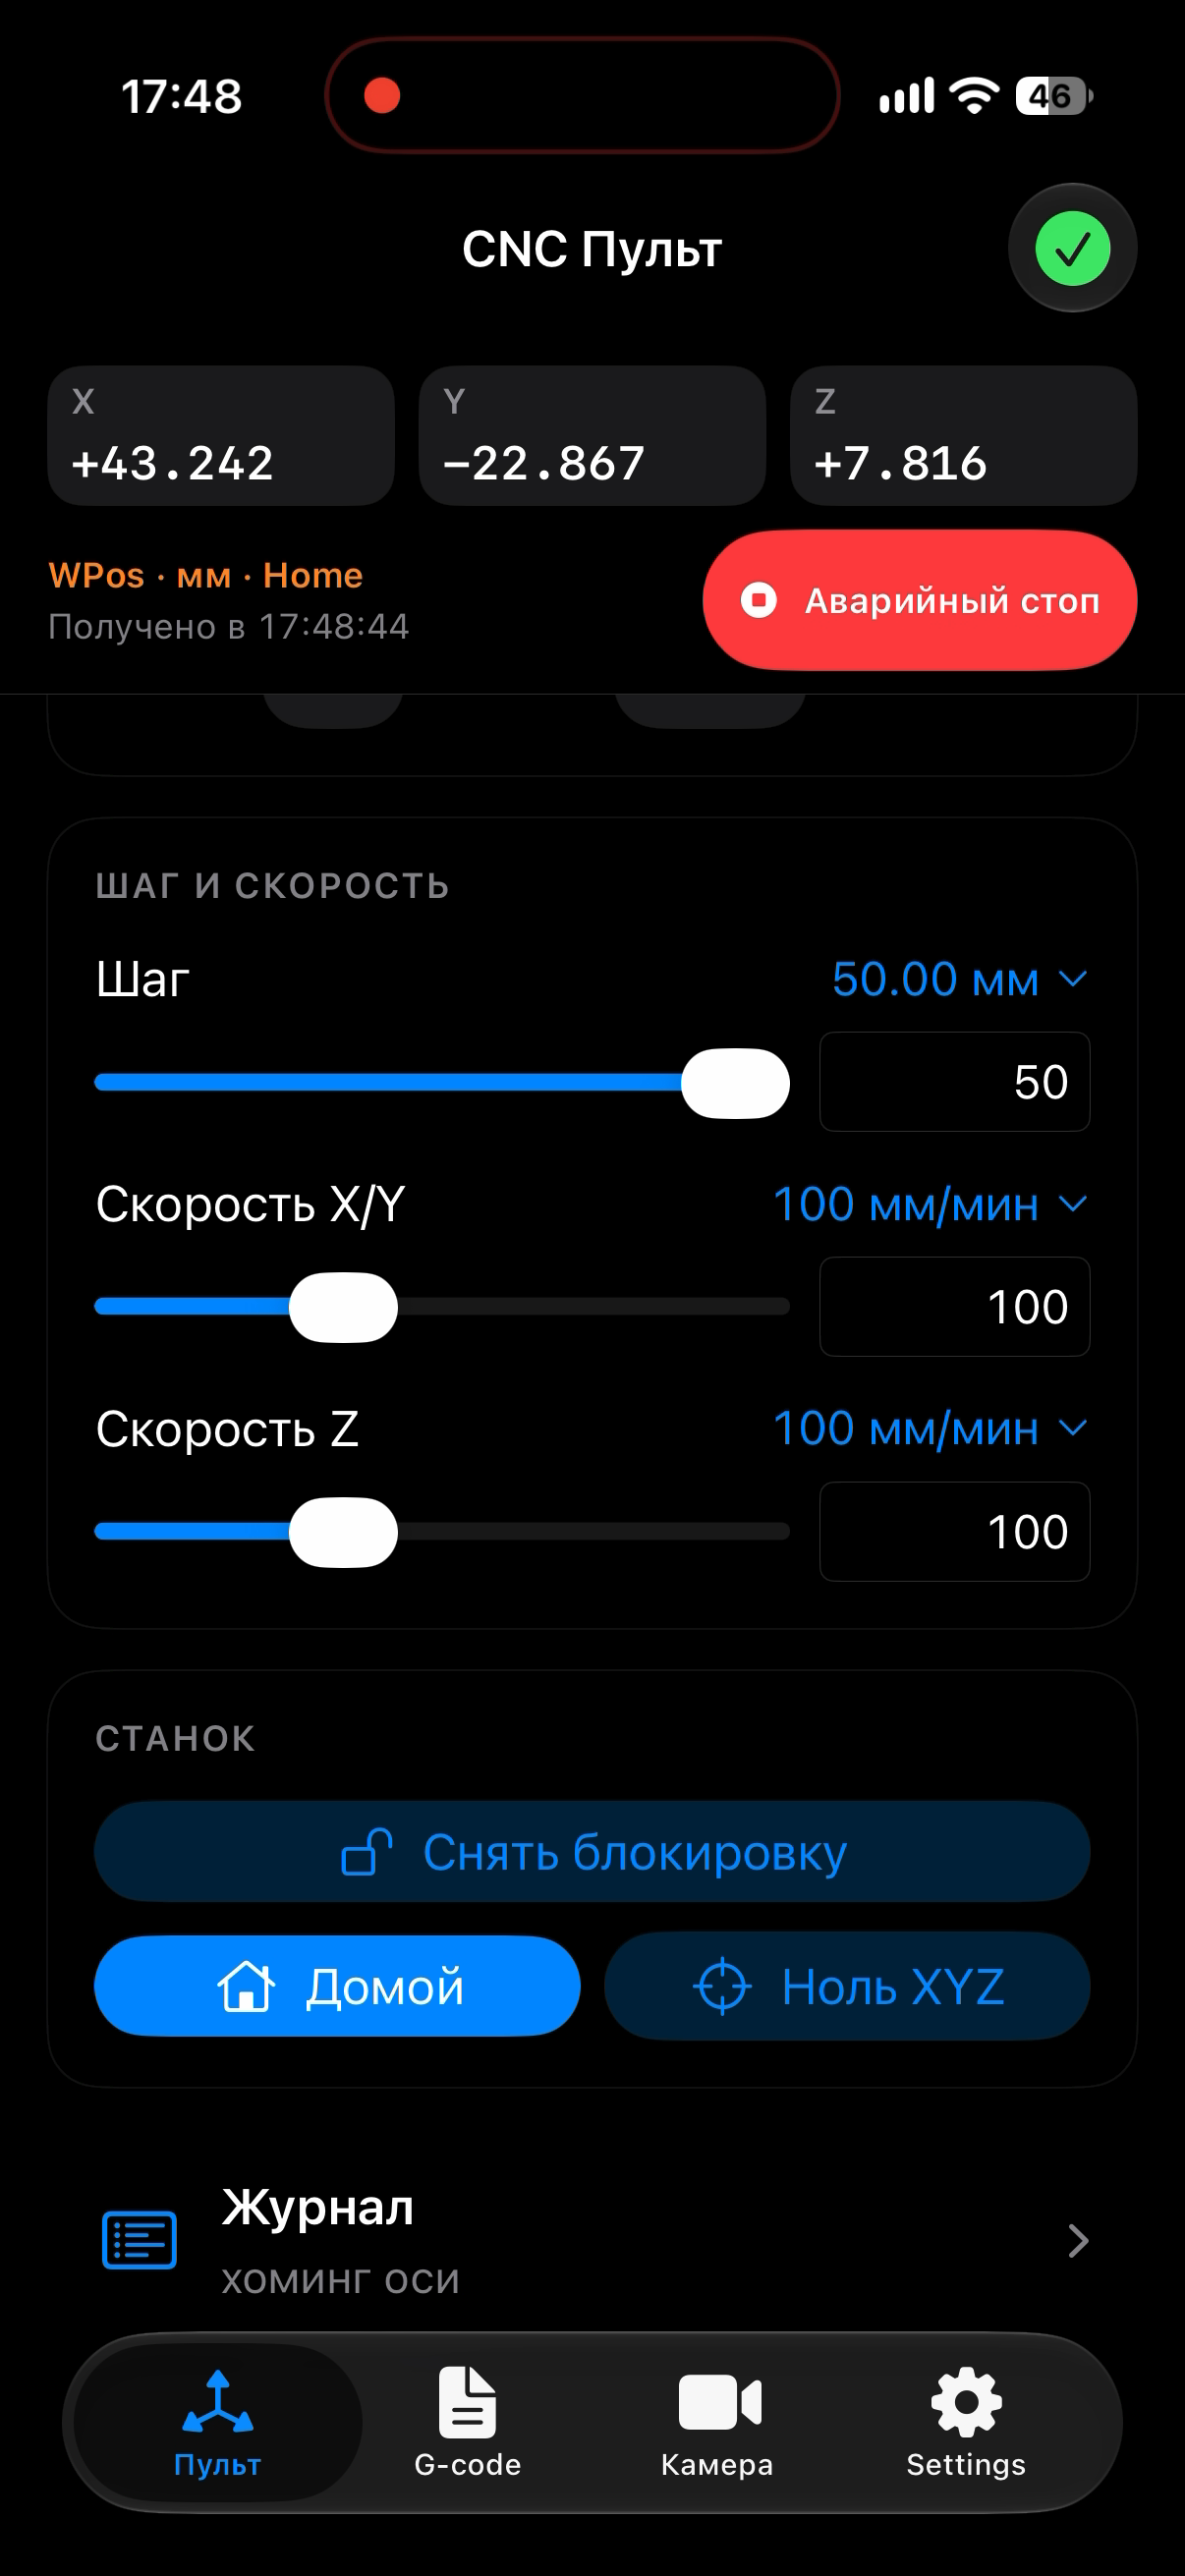 17:48
46
CNC Пульт
X
Y
Z
+43.242
−22.867
+7.816
WPos · мм · Home
Получено в 17:48:44
Аварийный стоп
ШАГ И СКОРОСТЬ
Шаг
50.00 мм
50
Скорость X/Y
100 мм/мин
100
Скорость Z
100 мм/мин
100
СТАНОК
Снять блокировку
Домой
Ноль XYZ
Журнал
хоминг оси
Пульт
G-code
Камера
Settings